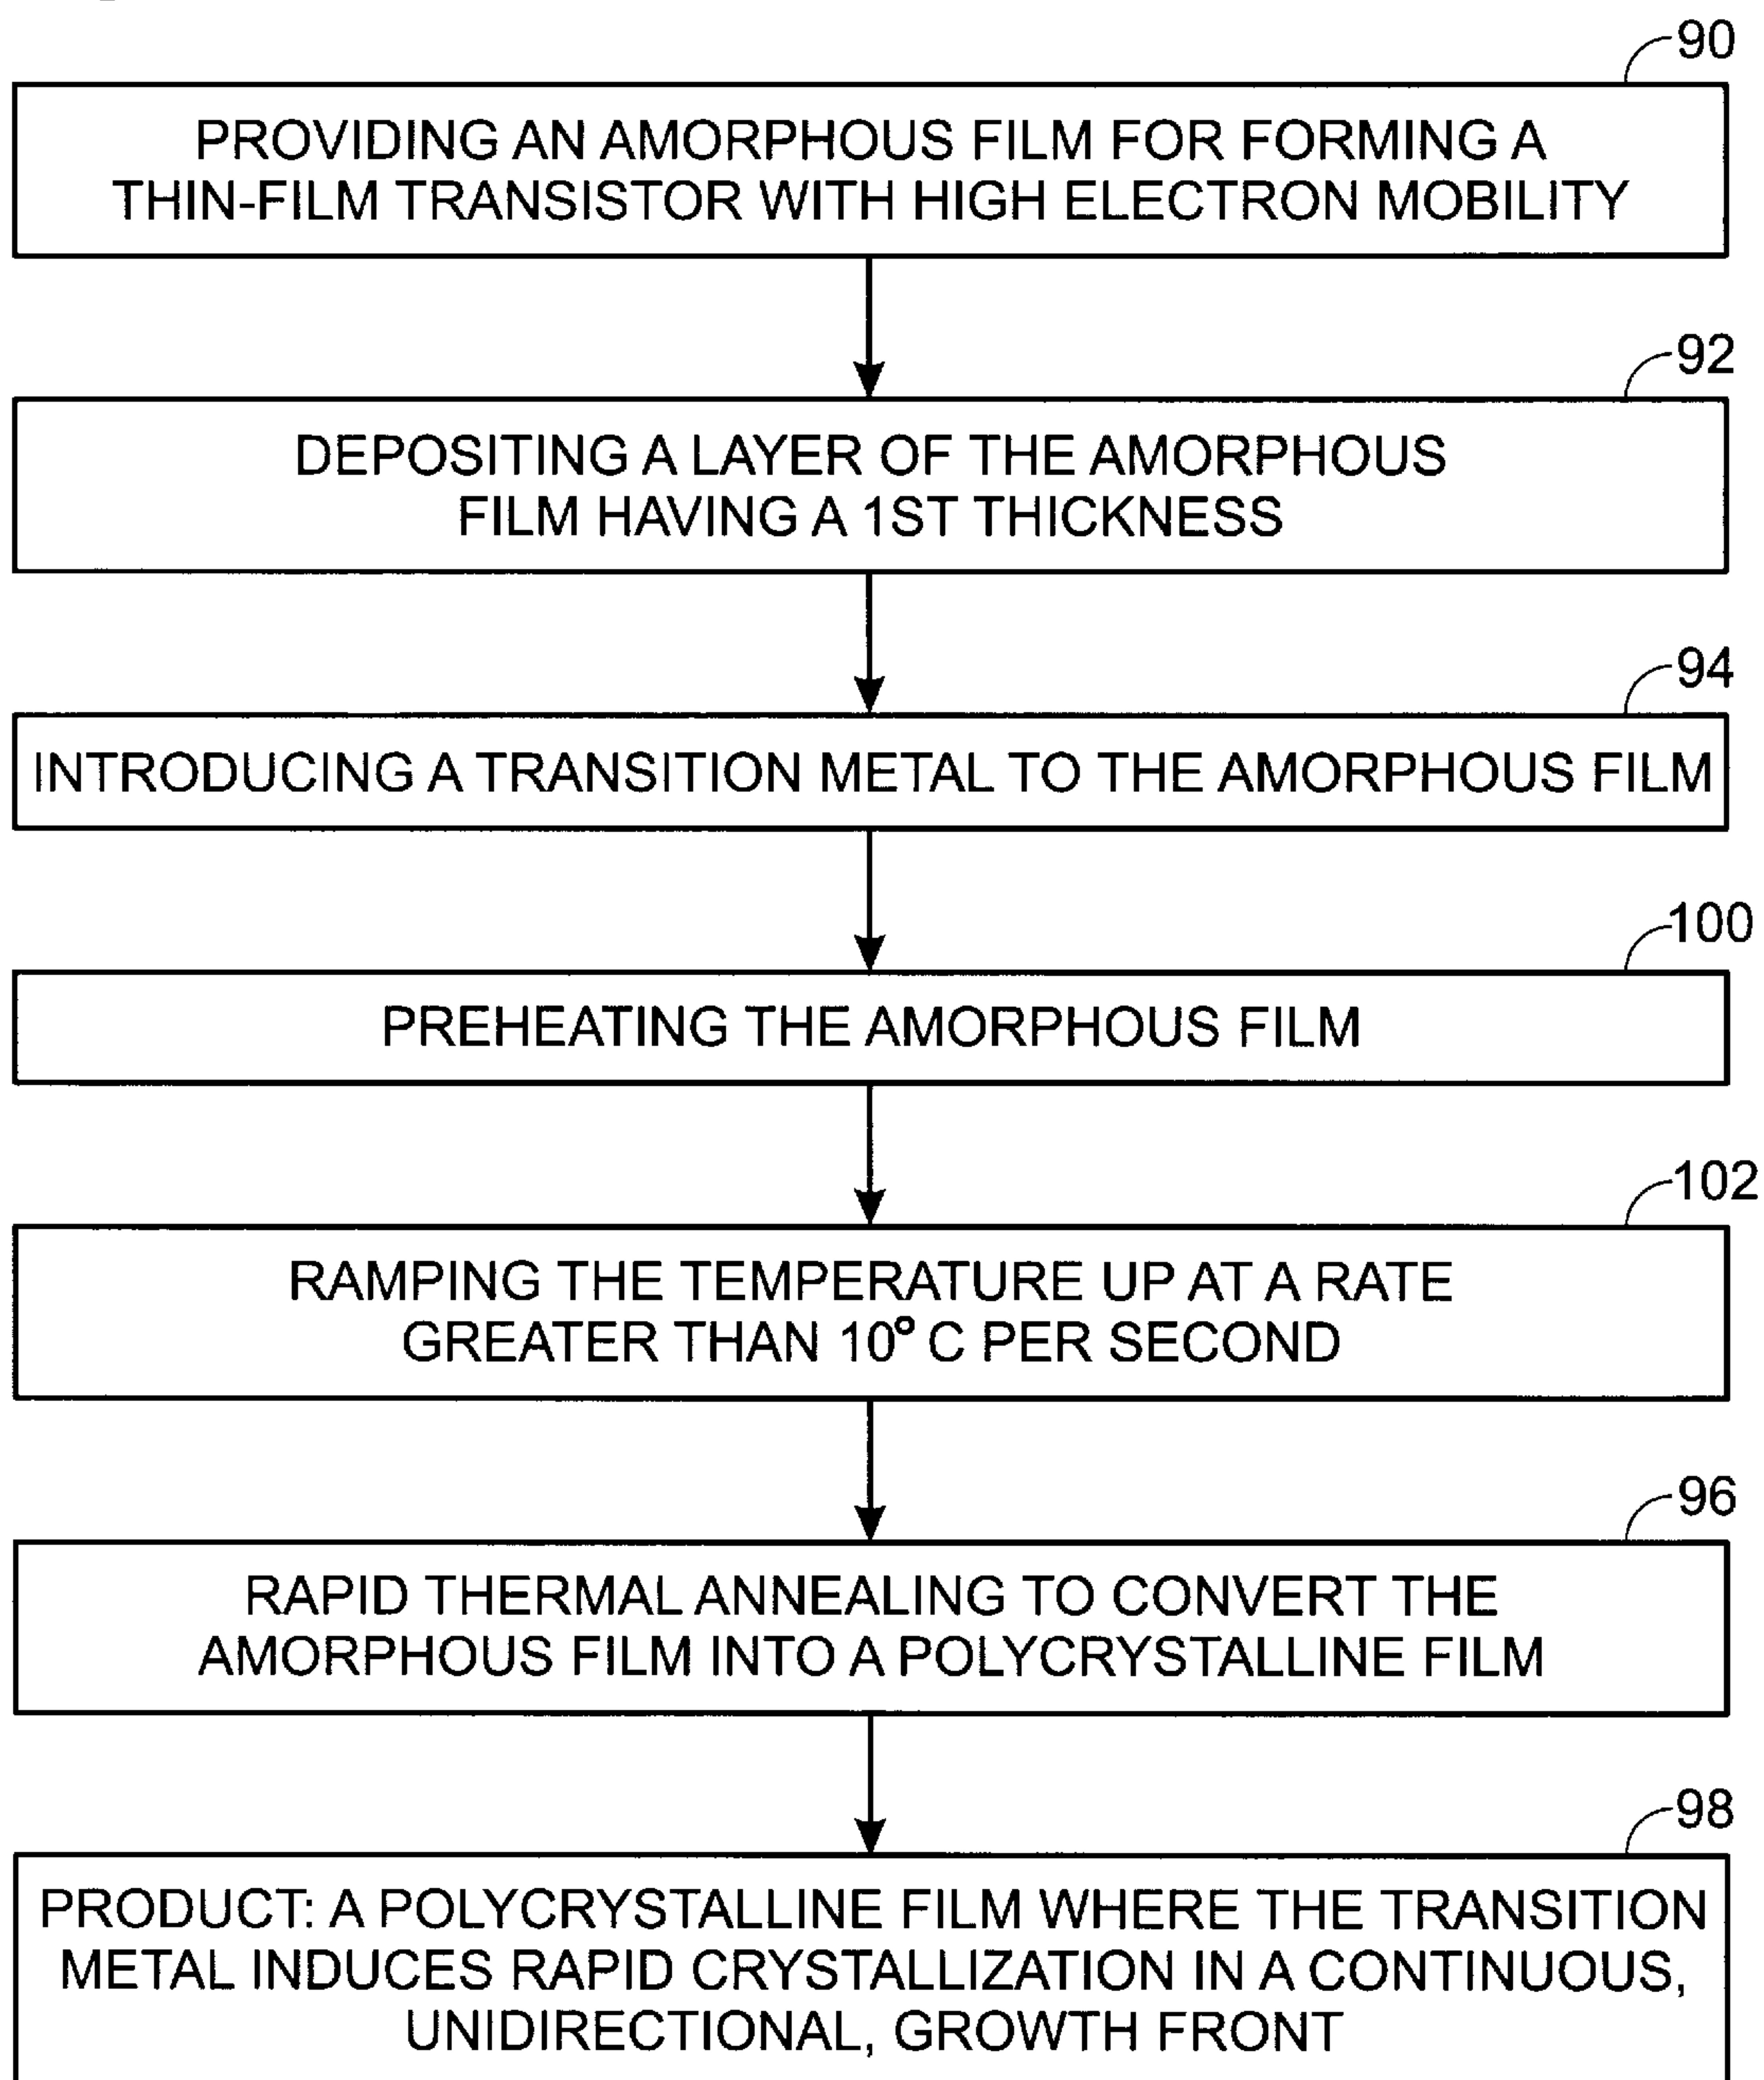 90
PROVIDING AN AMORPHOUS FILM FOR FORMING A
THIN-FILM TRANSISTOR WITH HIGH ELECTRON MOBILITY
92
DEPOSITING A LAYER OF THE AMORPHOUS
FILM HAVING A 1ST THICKNESS
94
INTRODUCING A TRANSITION METAL TO THE AMORPHOUS FILM
100
PREHEATING THE AMORPHOUS FILM
102
RAMPING THE TEMPERATURE UP AT A RATE
GREATER THAN 10° C PER SECOND
96
RAPID THERMAL ANNEALING TO CONVERT THE
AMORPHOUS FILM INTO A POLYCRYSTALLINE FILM
98
PRODUCT: A POLYCRYSTALLINE FILM WHERE THE TRANSITION
METAL INDUCES RAPID CRYSTALLIZATION IN A CONTINUOUS,
UNIDIRECTIONAL, GROWTH FRONT